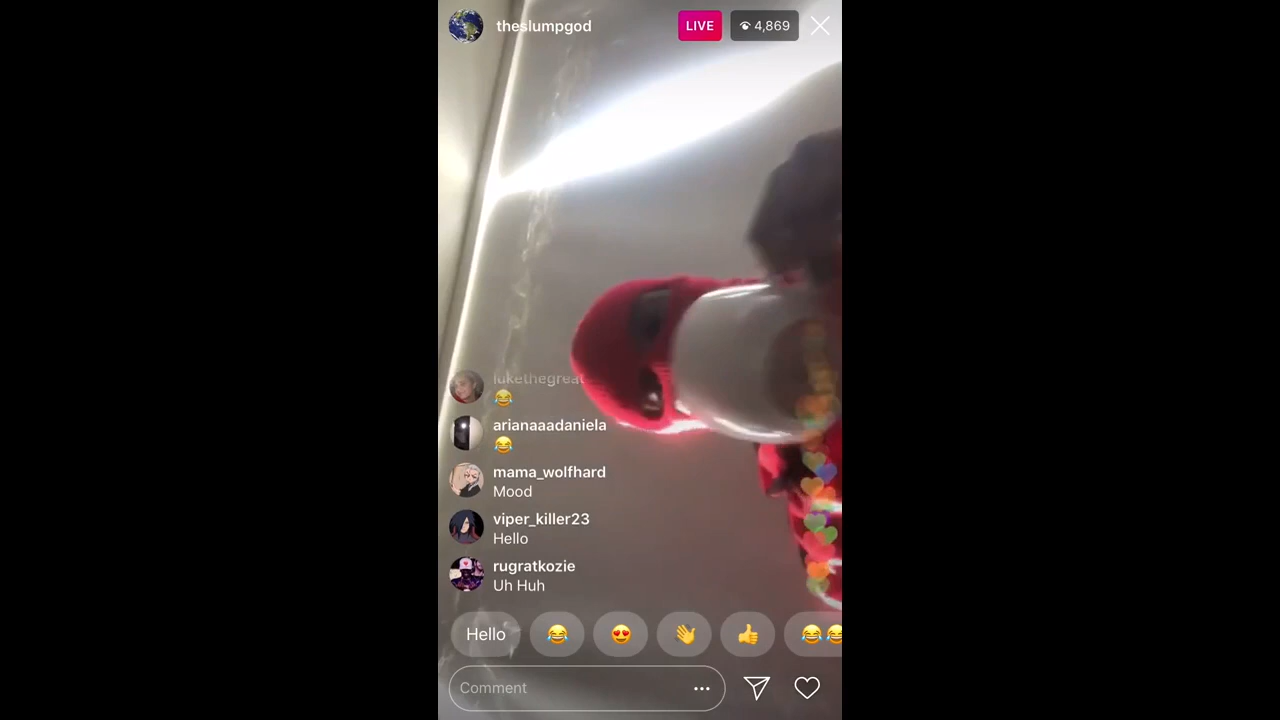 theslumpgod
LIVE
4,869
lukethegreat
😂
arianaaadaniela
😂
mama_wolfhard
Mood
viper_killer23
Hello
rugratkozie
Uh Huh
Hello 😂 😍 👋 👍 😂😂
Comment